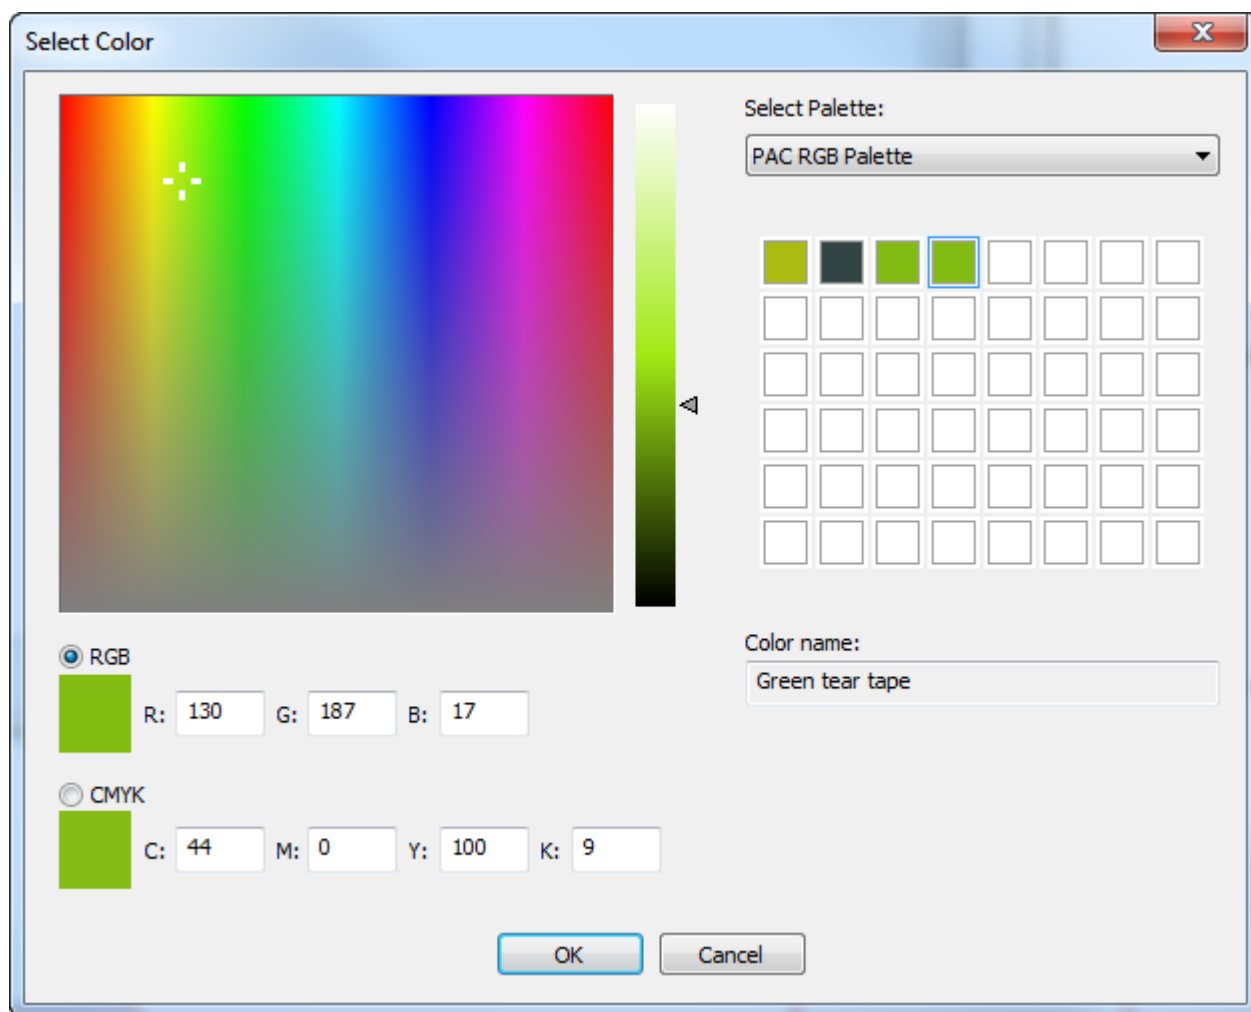 Select Color
Select Palette:
PAC RGB Palette
RGB
R: 130 G: 187 B: 17
CMYK
C: 44 M: 0 Y: 100 K: 9
Color name:
Green tear tape
OK Cancel